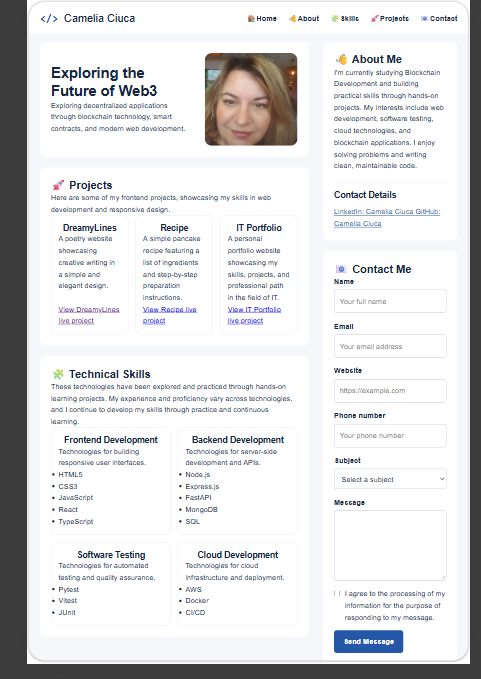 </> Camelia Ciuca
Home About Skills Projects Contact
Exploring the
Future of Web3
Exploring decentralized applications
through blockchain technology, smart
contracts, and modern web development.
Projects
Here are some of my frontend projects, showcasing my skills in web
development and responsive design.
DreamyLines
A poetry website
showcasing
creative writing in
a simple and
elegant design.
View DreamyLines
live project
Recipe
A simple pancake
recipe featuring a
list of ingredients
and step-by-step
preparation
instructions.
View Recipe live
project
IT Portfolio
A personal
portfolio website
showcasing my
skills, projects, and
professional path
in the field of IT.
View IT Portfolio
live project
Technical Skills
These technologies have been explored and practiced through hands-on
learning projects. My experience and proficiency vary across technologies,
and I continue to develop my skills through practice and continuous
learning.
Frontend Development
Technologies for building
responsive user interfaces.
• HTML5
• CSS3
• JavaScript
• React
• TypeScript
Backend Development
Technologies for server-side
development and APIs.
• Node.js
• Express.js
• FastAPI
• MongoDB
• SQL
Software Testing
Technologies for automated
testing and quality assurance.
• Pytest
• Vitest
• JUnit
Cloud Development
Technologies for cloud
infrastructure and deployment.
• AWS
• Docker
• CI/CD
About Me
I'm currently studying Blockchain
Development and building
practical skills through hands-on
projects. My interests include web
development, software testing,
cloud technologies, and
blockchain applications. I enjoy
solving problems and writing
clean, maintainable code.
Contact Details
LinkedIn: Camelia Ciuca GitHub:
Camelia Ciuca
Contact Me
Name
Your full name
Email
Your email address
Website
https://example.com
Phone number
Your phone number
Subject
Select a subject
Message
I agree to the processing of my
information for the purpose of
responding to my message.
Send Message